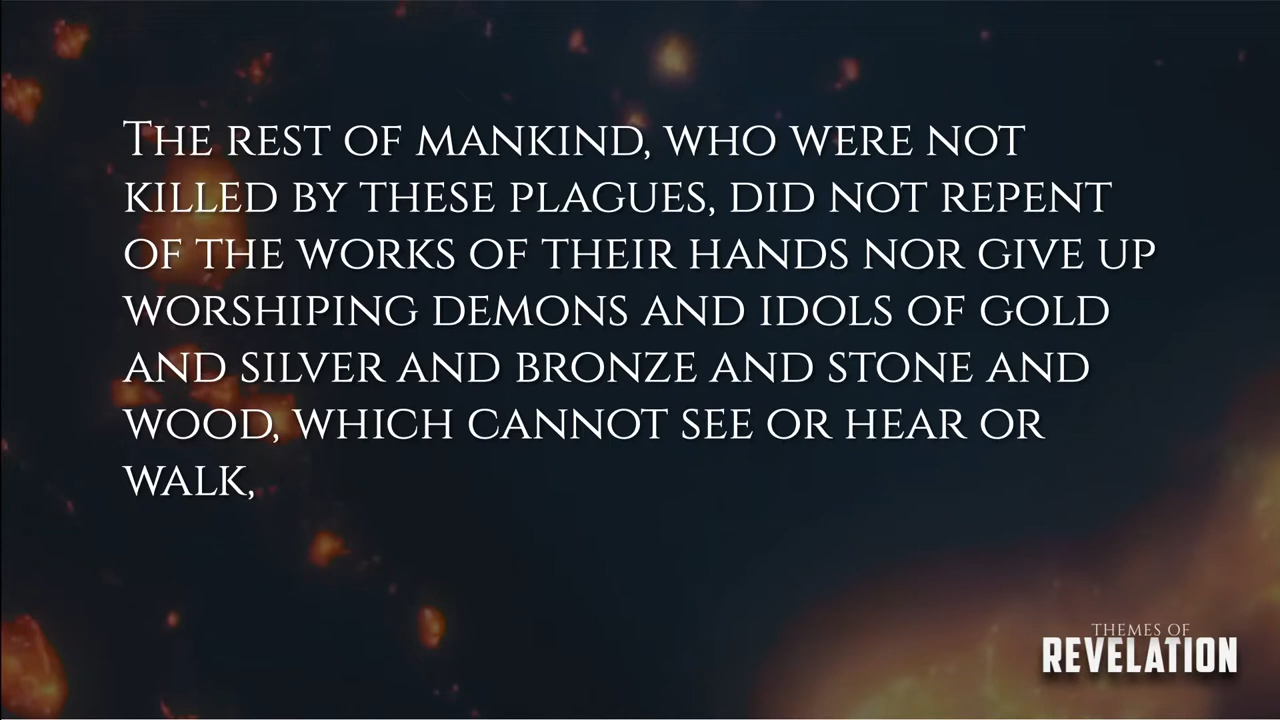 The rest of mankind, who were not
killed by these plagues, did not repent
of the works of their hands nor give up
worshiping demons and idols of gold
and silver and bronze and stone and
wood, which cannot see or hear or
walk,
THEMES OF
REVELATION